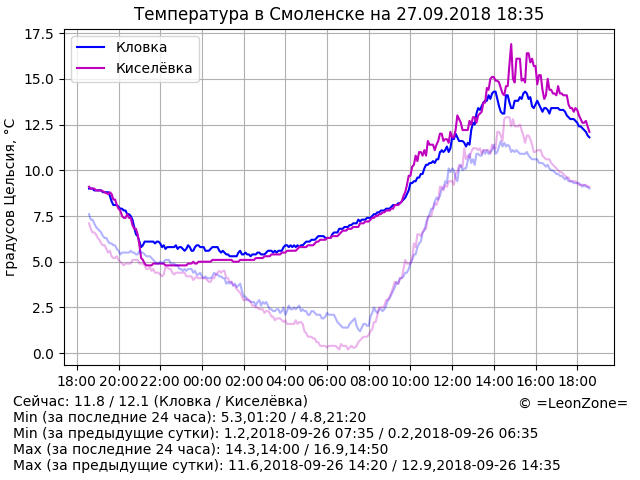 Температура в Смоленске на 27.09.2018 18:35
17.5
15.0
12.5
10.0
7.5
5.0
2.5
0.0
градусов Цельсия, °C
Кловка
Киселёвка
18:00 20:00 22:00 00:00 02:00 04:00 06:00 08:00 10:00 12:00 14:00 16:00 18:00
Сейчас: 11.8 / 12.1 (Кловка / Киселёвка)
© =LeonZone=
Min (за последние 24 часа): 5.3,01:20 / 4.8,21:20
Min (за предыдущие сутки): 1.2,2018-09-26 07:35 / 0.2,2018-09-26 06:35
Max (за последние 24 часа): 14.3,14:00 / 16.9,14:50
Max (за предыдущие сутки): 11.6,2018-09-26 14:20 / 12.9,2018-09-26 14:35